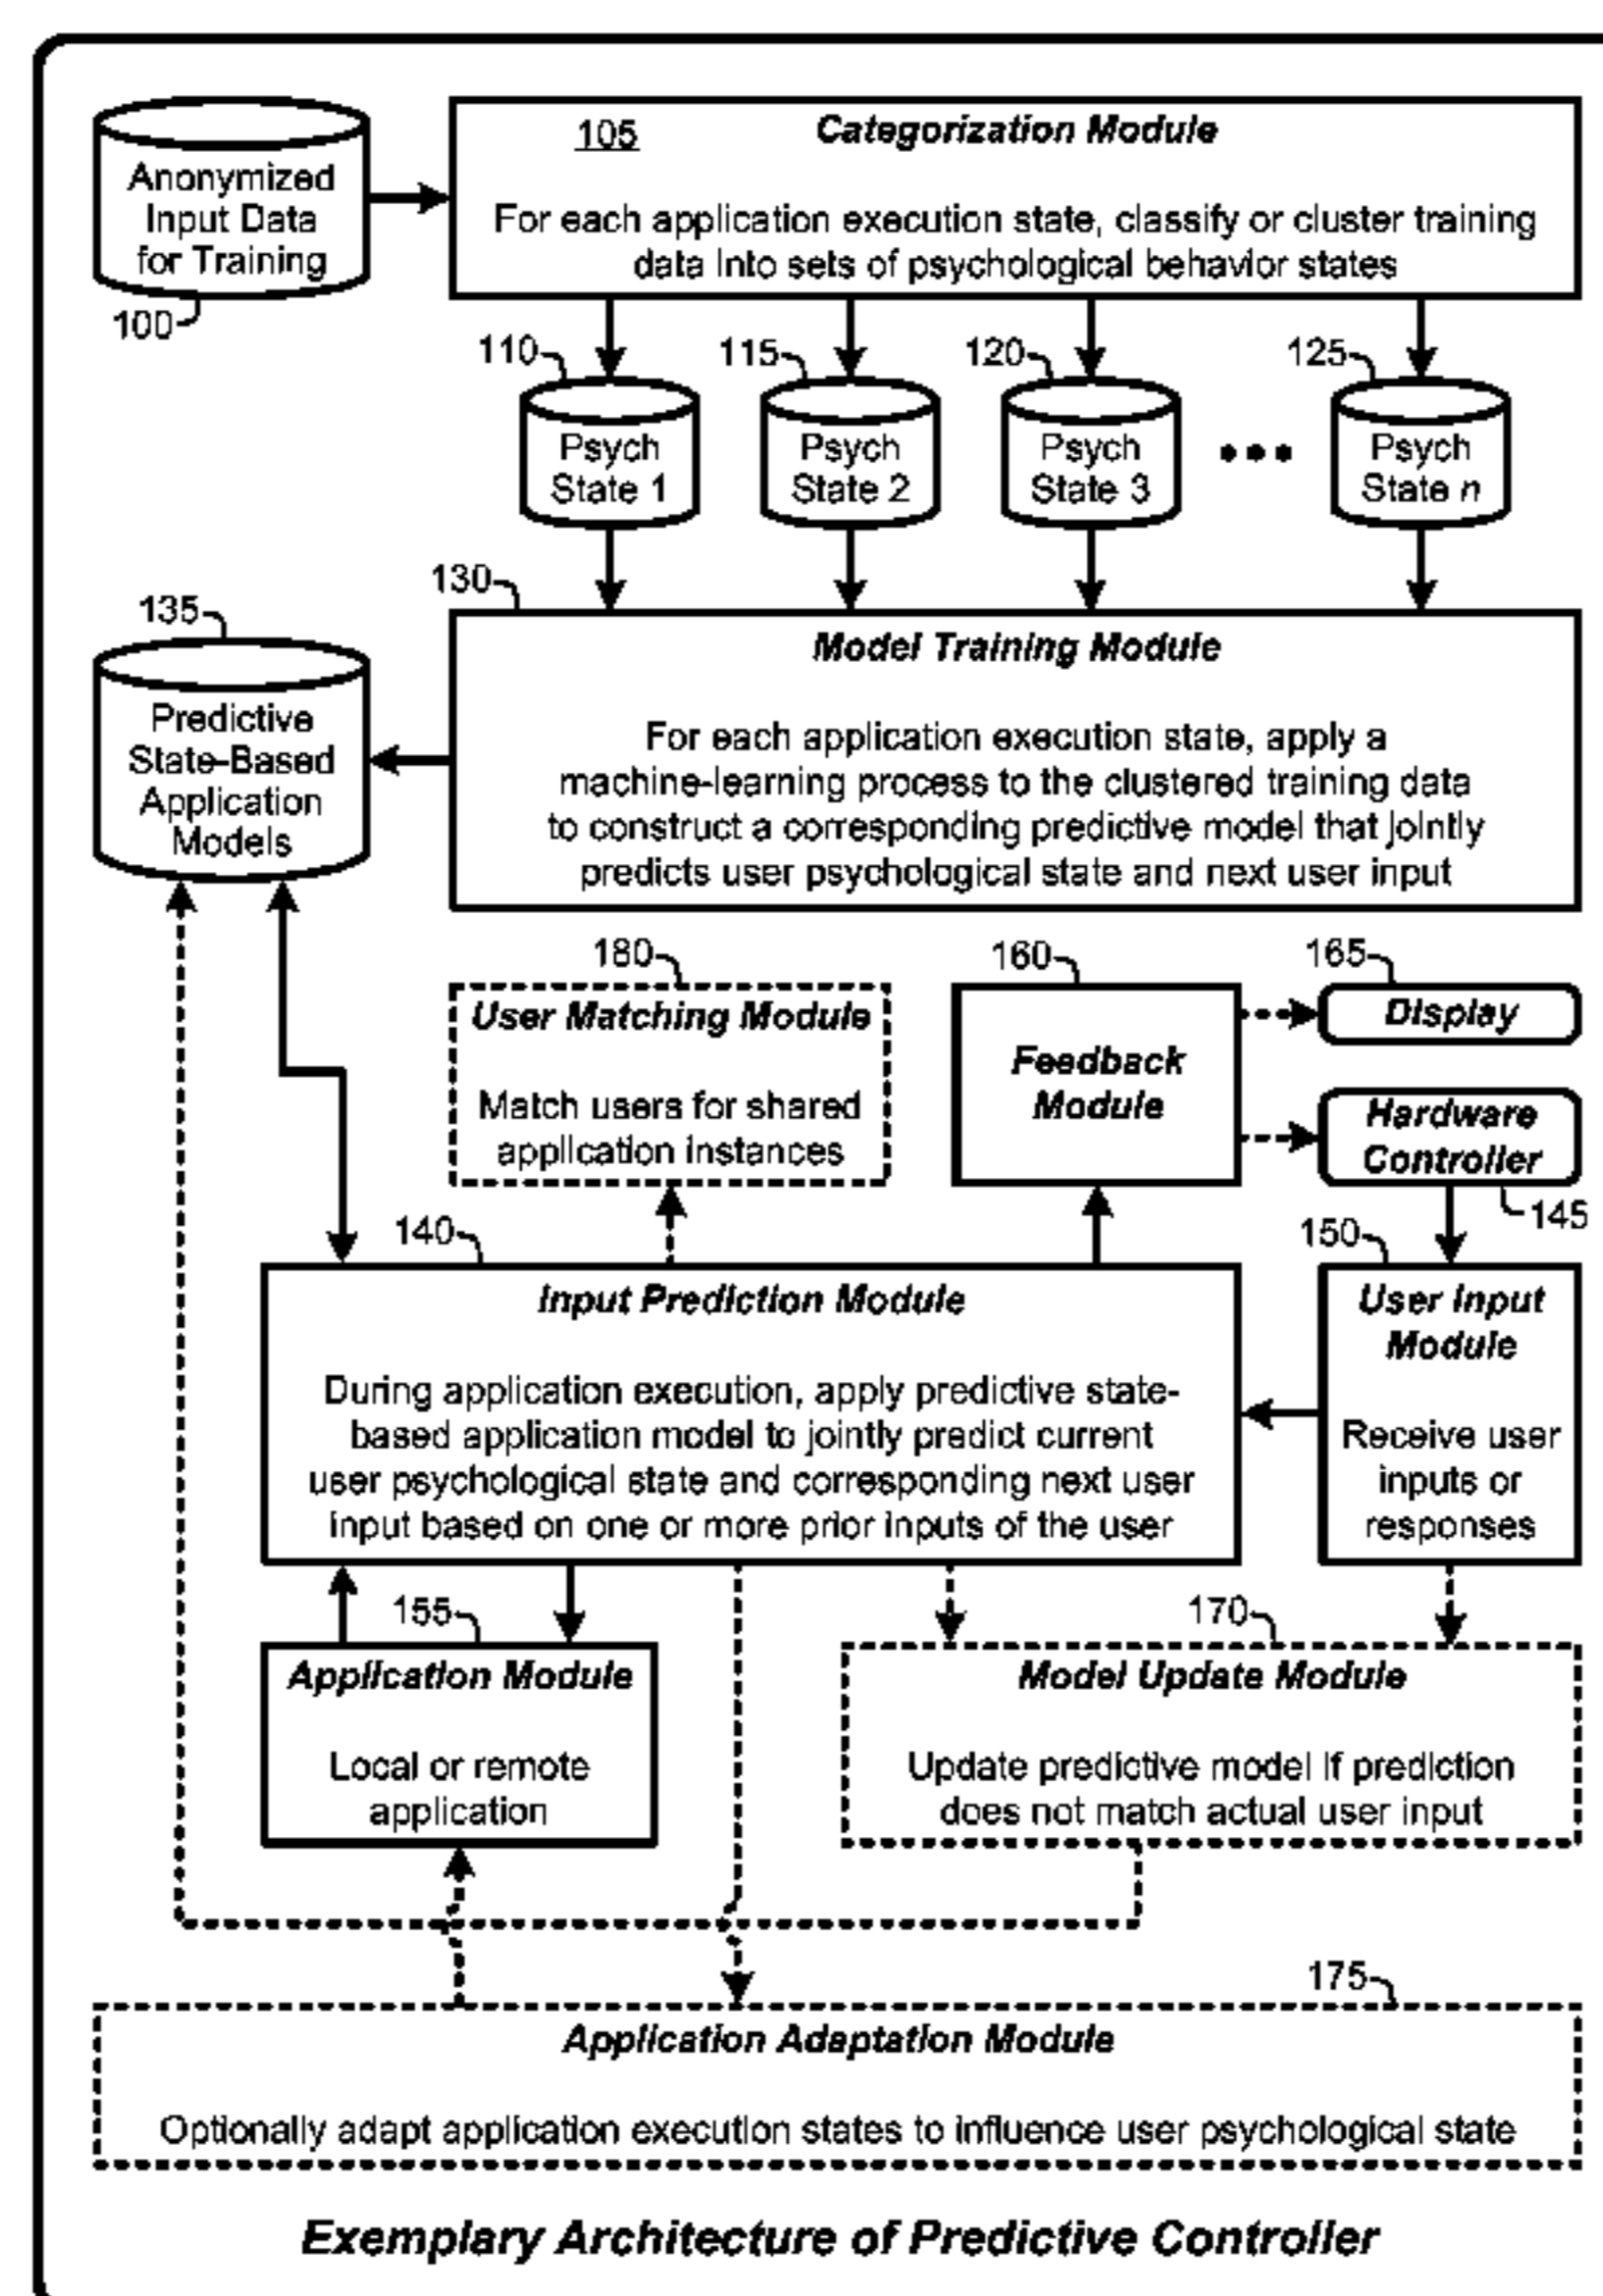 Anonymized
Input Data
for Training
100
105
Categorization Module
For each application execution state, classify or cluster training
data into sets of psychological behavior states
110
115
120
125
Psych
State 1
Psych
State 2
Psych
State 3
•••
Psych
State n
130
135
Model Training Module
For each application execution state, apply a
machine-learning process to the clustered training data
to construct a corresponding predictive model that jointly
predicts user psychological state and next user input
Predictive
State-Based
Application
Models
180
User Matching Module
Match users for shared
application instances
160
Feedback
Module
165
Display
Hardware
Controller
145
140
Input Prediction Module
During application execution, apply predictive state-
based application model to jointly predict current
user psychological state and corresponding next user
input based on one or more prior inputs of the user
150
User Input
Module
Receive user
inputs or
responses
155
Application Module
Local or remote
application
170
Model Update Module
Update predictive model if prediction
does not match actual user input
175
Application Adaptation Module
Optionally adapt application execution states to influence user psychological state
Exemplary Architecture of Predictive Controller